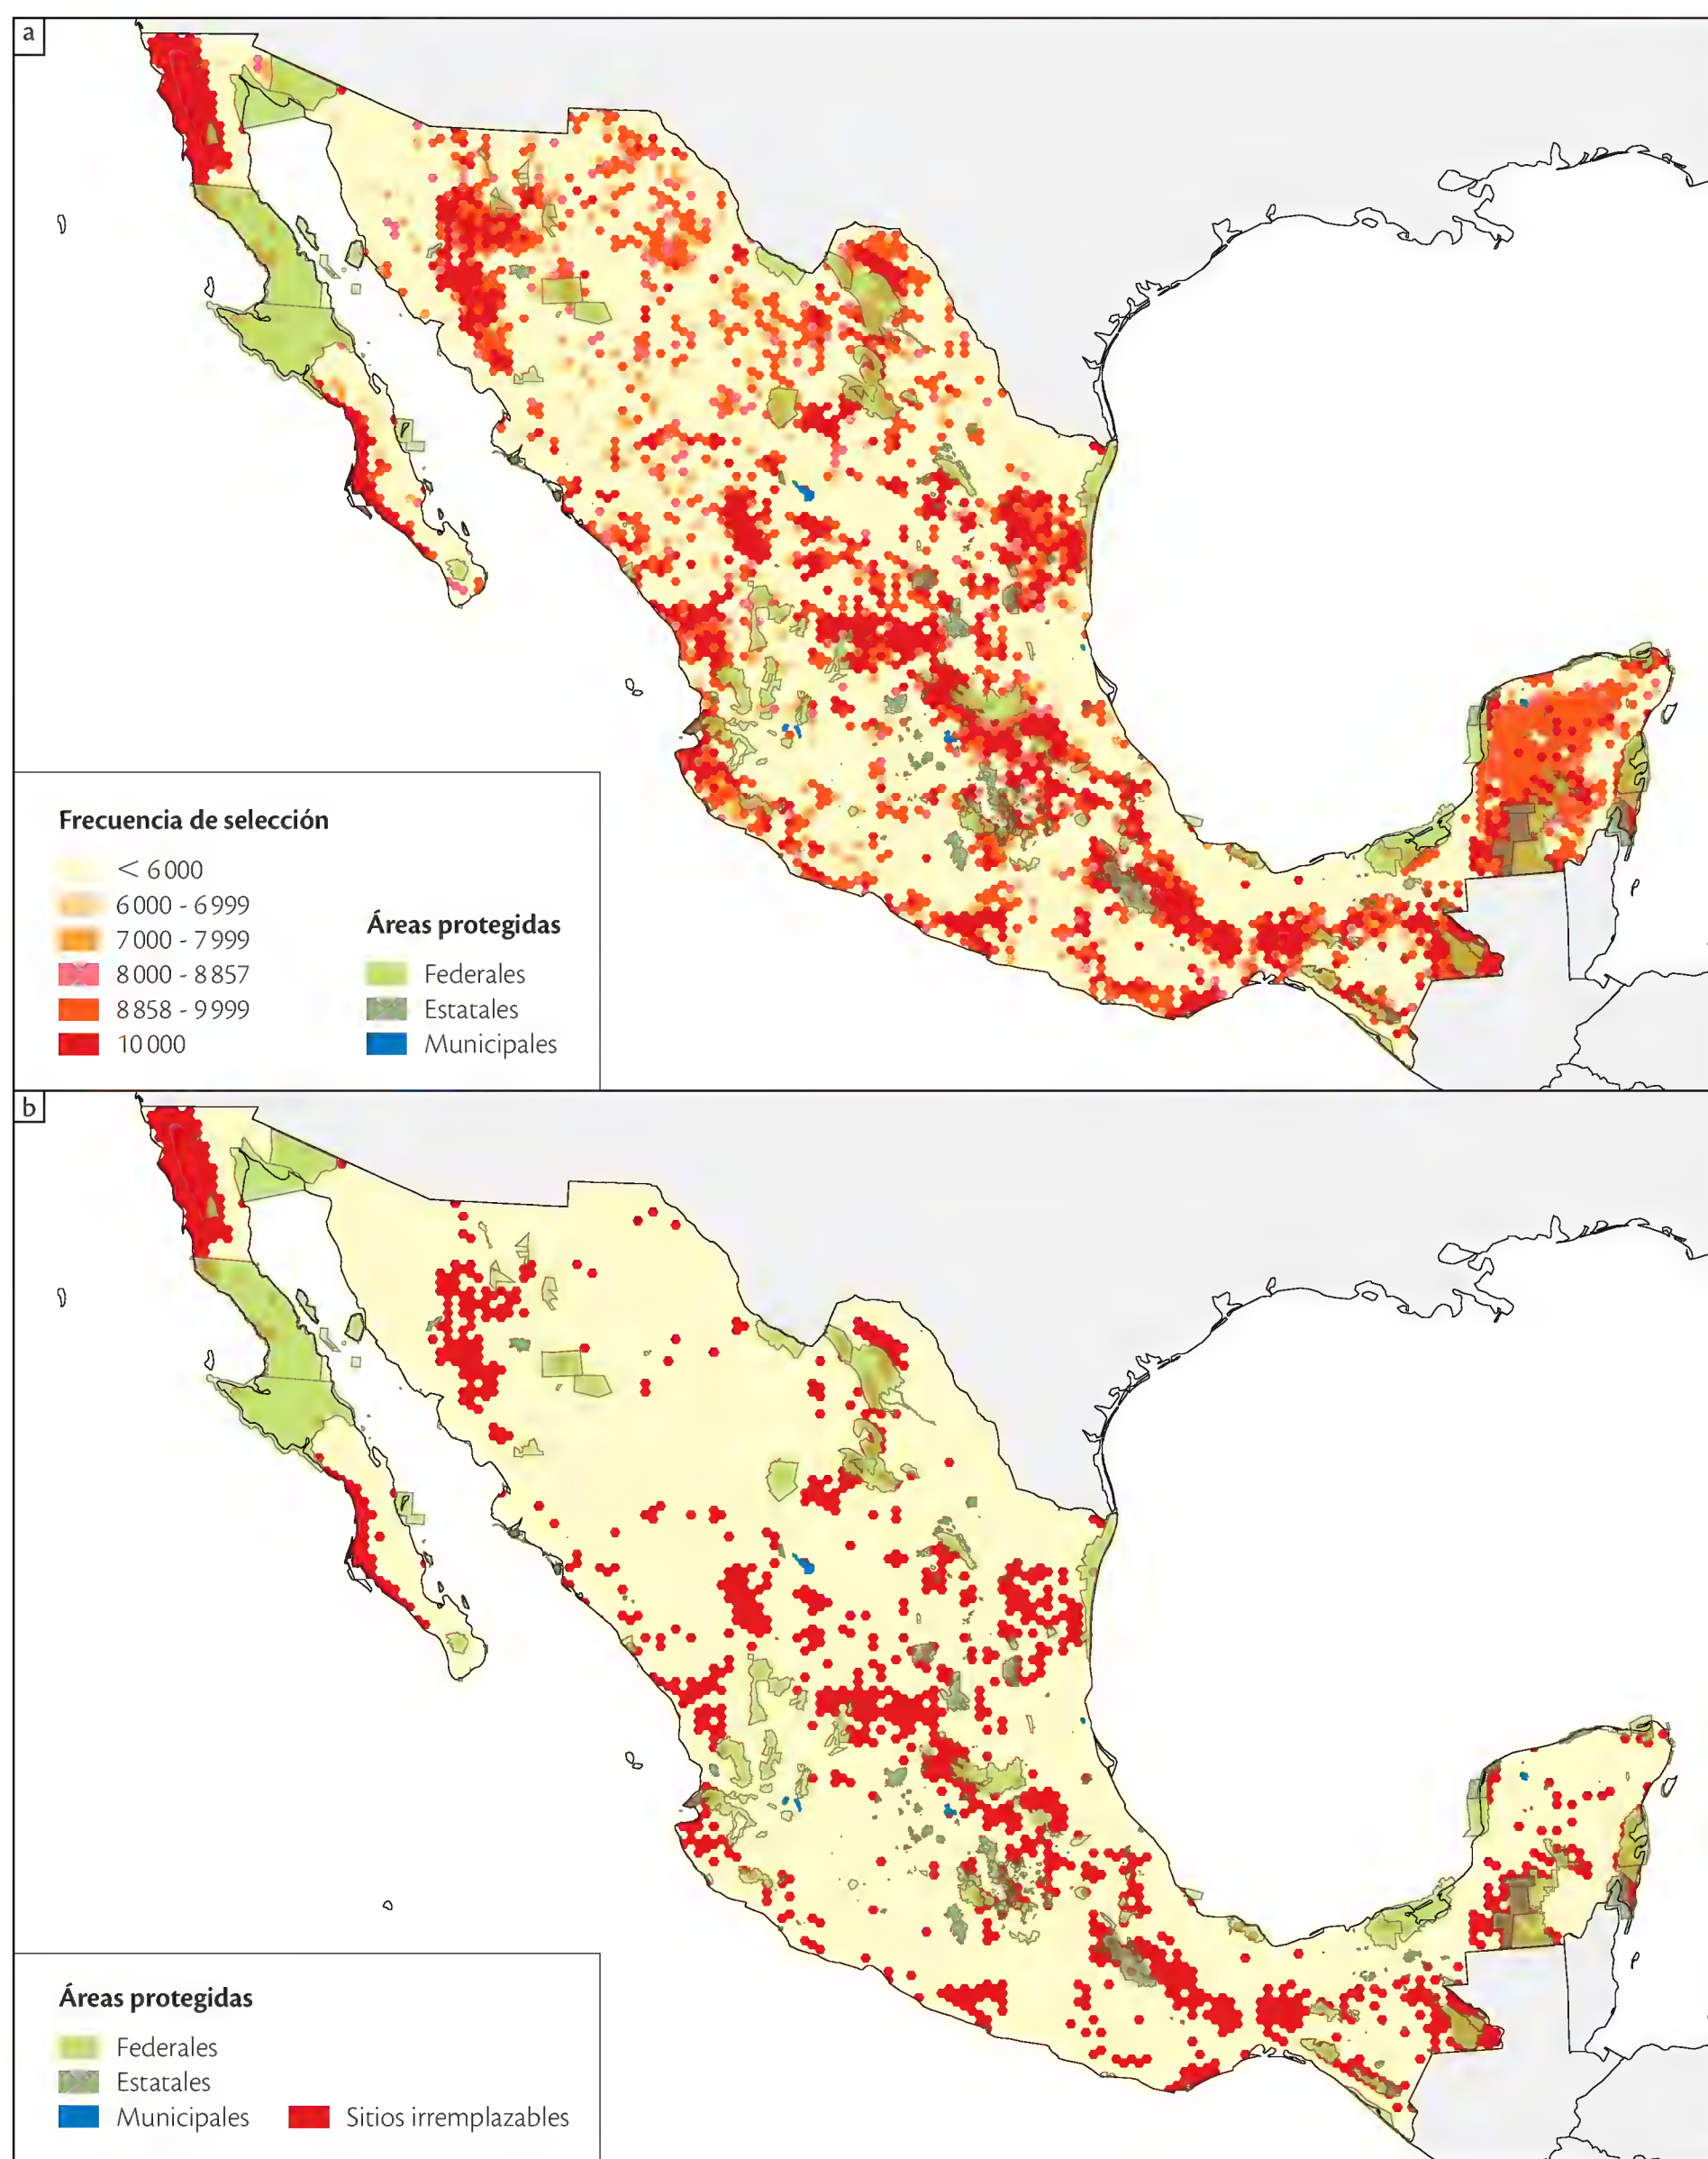 a
Frecuencia de selección
< 6 000
6 000 - 6 999
7 000 - 7 999
8 000 - 8 857
8 858 - 9 999
10 000
Áreas protegidas
Federales
Estatales
Municipales
b
Áreas protegidas
Federales
Estatales
Municipales
Sitios irremplazables